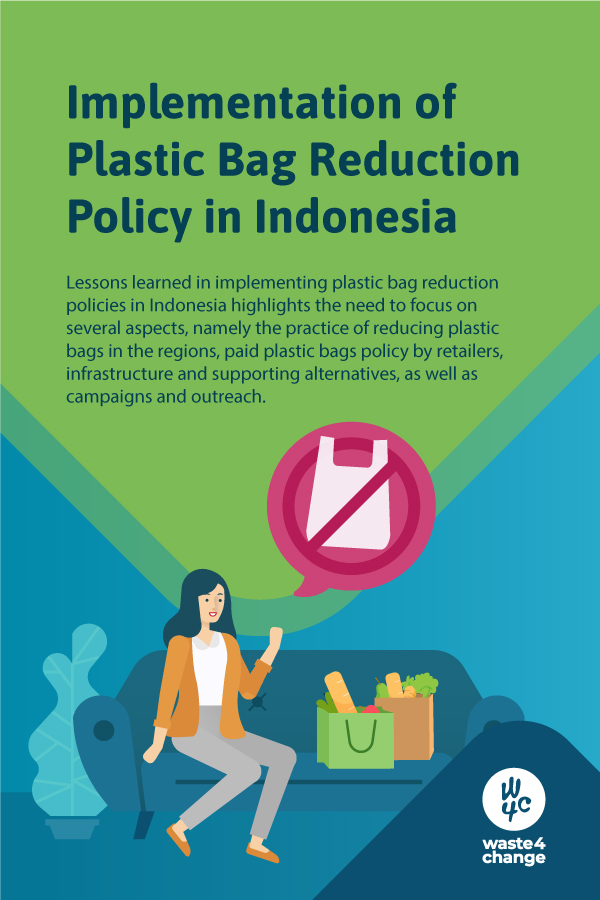 Implementation of
Plastic Bag Reduction
Policy in Indonesia
Lessons learned in implementing plastic bag reduction
policies in Indonesia highlights the need to focus on
several aspects, namely the practice of reducing plastic
bags in the regions, paid plastic bags policy by retailers,
infrastructure and supporting alternatives, as well as
campaigns and outreach.
W4C
waste4
change